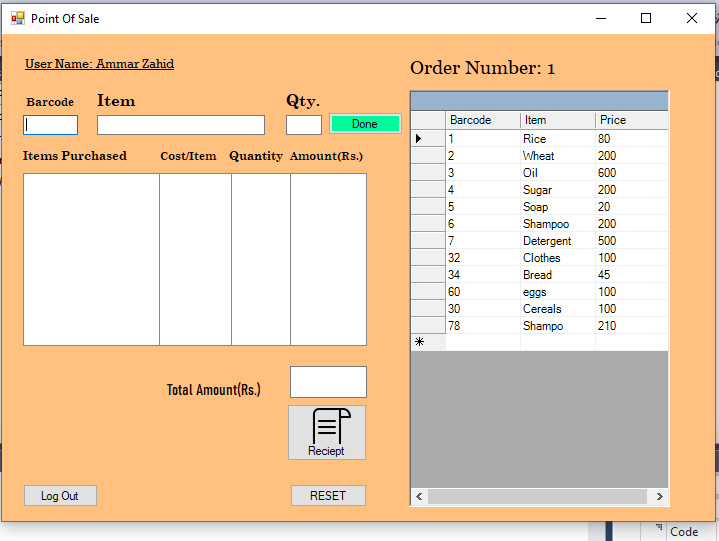 Point Of Sale
User Name: Ammar Zahid
Order Number: 1
Barcode Item Qty.
Done
Items Purchased Cost/Item Quantity Amount(Rs.)
Barcode Item Price
1 Rice 80
2 Wheat 200
3 Oil 600
4 Sugar 200
5 Soap 20
6 Shampoo 200
7 Detergent 500
32 Clothes 100
34 Bread 45
60 eggs 100
30 Cereals 100
78 Shampo 210
Total Amount(Rs.)
Reciept
Log Out RESET
Code